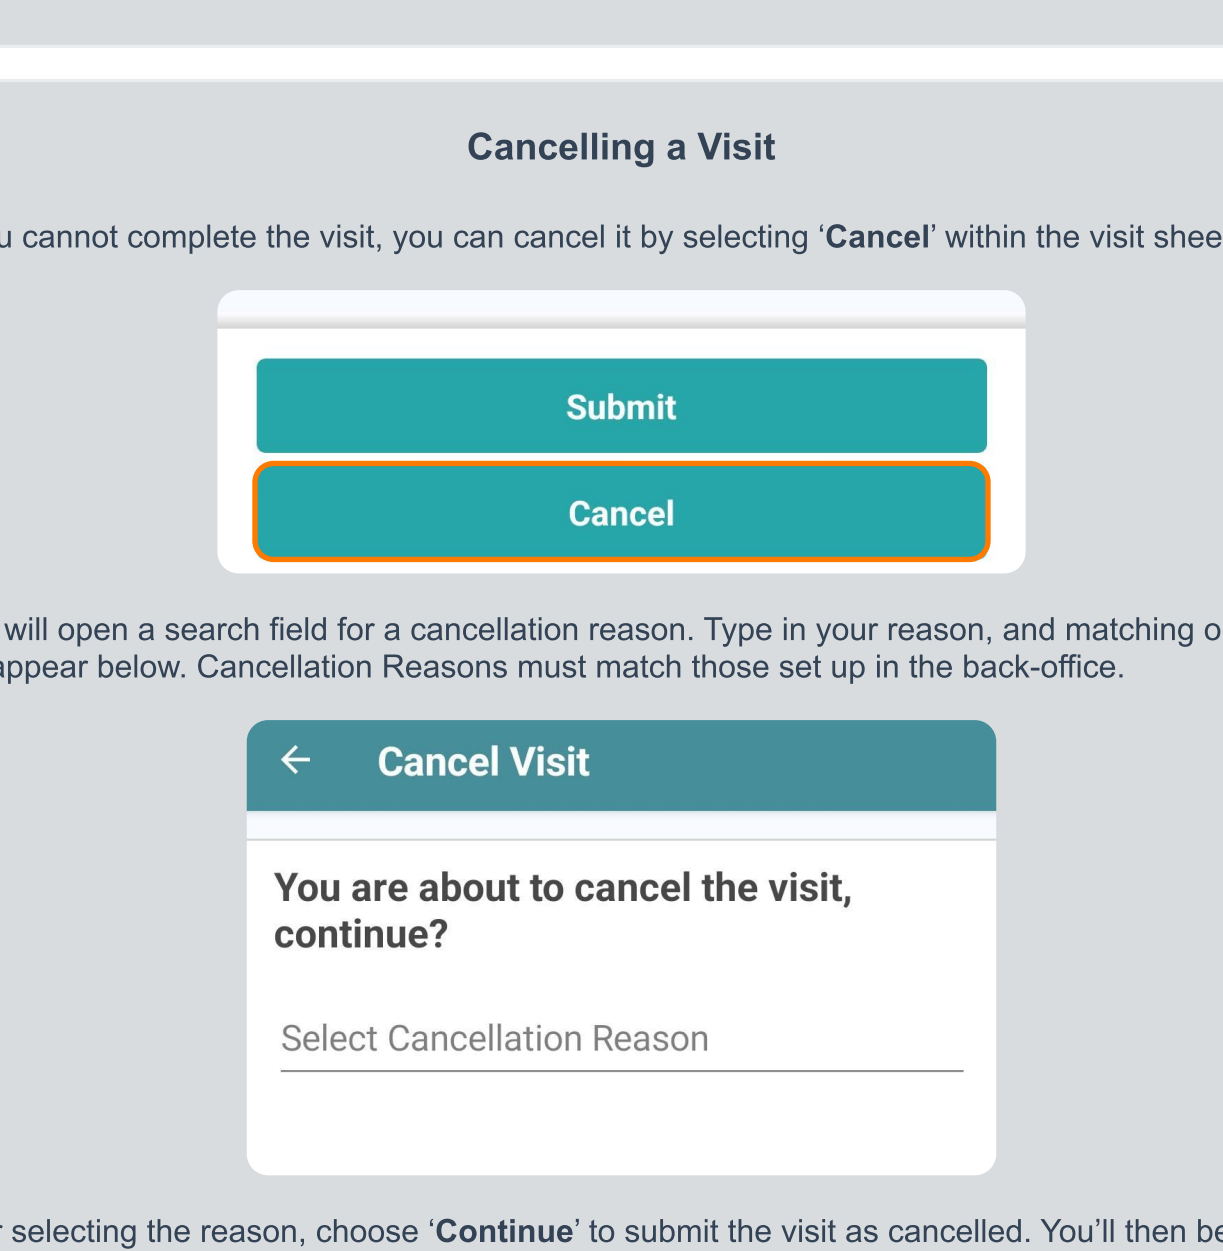 Cancelling a Visit
u cannot complete the visit, you can cancel it by selecting ‘Cancel’ within the visit shee
Submit
Cancel
will open a search field for a cancellation reason. Type in your reason, and matching o
appear below. Cancellation Reasons must match those set up in the back-office.
Cancel Visit
You are about to cancel the visit,
continue?
Select Cancellation Reason
r selecting the reason, choose ‘Continue’ to submit the visit as cancelled. You’ll then be